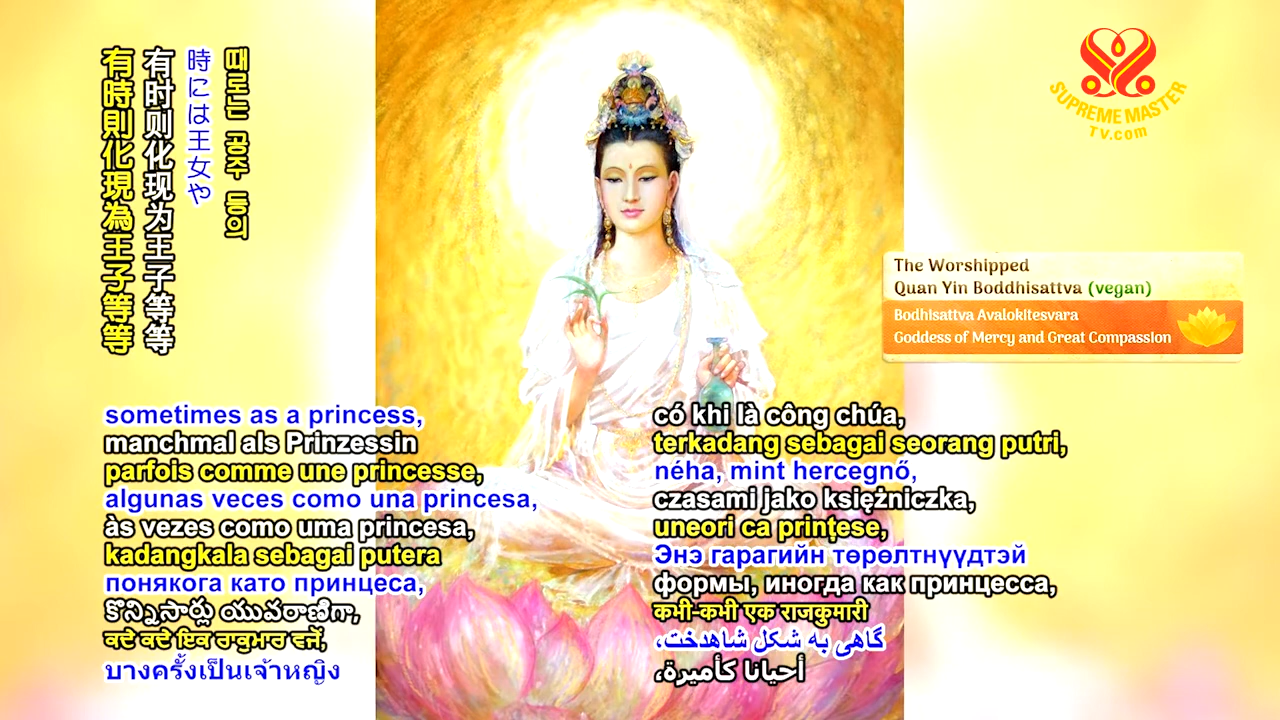 때로는 공주 등의
時には王女や
有时则化现为王子等等
有時則化現為王子等等
SUPREME MASTER
TV.com
The Worshipped
Quan Yin Boddhisattva (vegan)
Bodhisattva Avalokitesvara
Goddess of Mercy and Great Compassion
sometimes as a princess,
manchmal als Prinzessin
parfois comme une princesse,
algunas veces como una princesa,
às vezes como uma princesa,
kadangkala sebagai putera
понякога като принцеса,
కొన్నిసార్లు యువరాణిగా,
ਕਦੇ ਕਦੇ ਇਕ ਰਾਕੁਮਾਰ ਵਜੋਂ,
บางครั้งเป็นเจ้าหญิง
có khi là công chúa,
terkadang sebagai seorang putri,
néha, mint hercegnő,
czasami jako księżniczka,
uneori ca prințese,
Энэ гарагийн төрөлтнүүдтэй
формы, иногда как принцесса,
कभी-कभी एक राजकुमारी
گاهی به شکل شاهدخت،
أحيانا كأميرة،